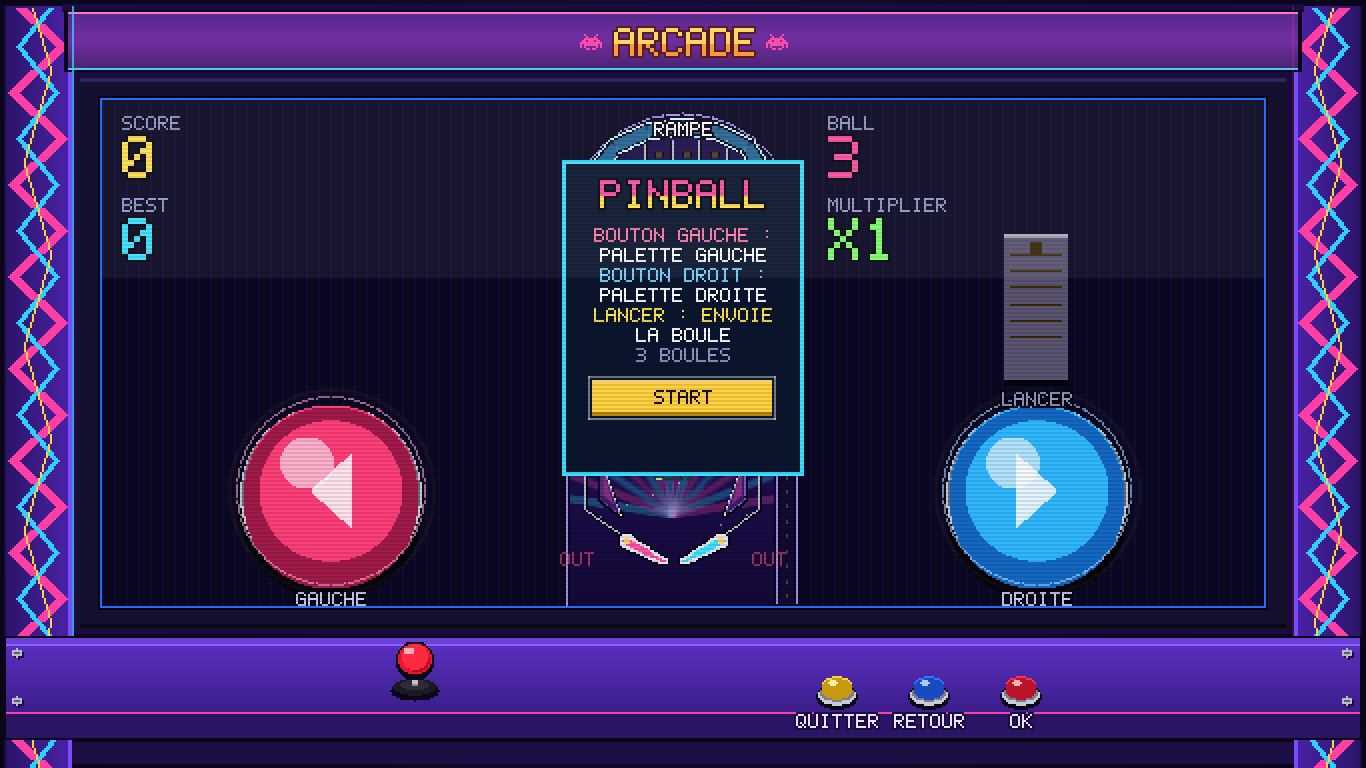 ARCADE
SCORE
0
BEST
0
RAMPE
BALL
3
MULTIPLIER
X1
PINBALL
BOUTON GAUCHE :
PALETTE GAUCHE
BOUTON DROIT :
PALETTE DROITE
LANCER : ENVOIE
LA BOULE
3 BOULES
START
LANCER
OUT
OUT
GAUCHE
DROITE
QUITTER
RETOUR
OK